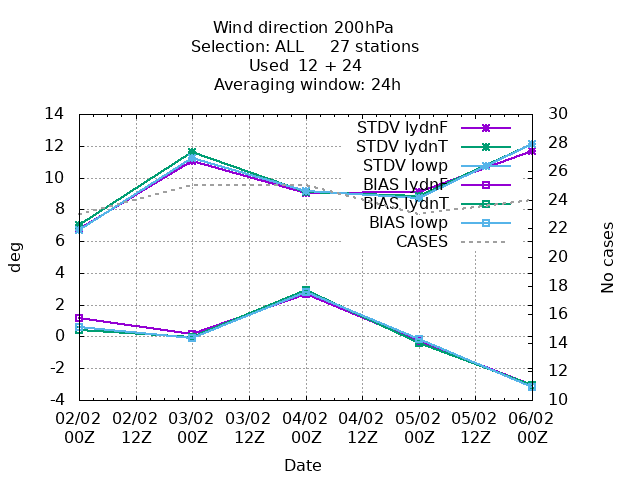 Wind direction 200hPa
Selection: ALL     27 stations
Used  12 + 24
Averaging window: 24h
14
12
10
8
6
4
2
0
-2
-4
30
28
26
24
22
20
18
16
14
12
10
STDV lydnF
STDV lydnT
STDV lowp
BIAS lydnF
BIAS lydnT
BIAS lowp
CASES
deg
No cases
02/02 02/02 03/02 03/02 04/02 04/02 05/02 05/02 06/02
00Z 12Z 00Z 12Z 00Z 12Z 00Z 12Z 00Z
Date